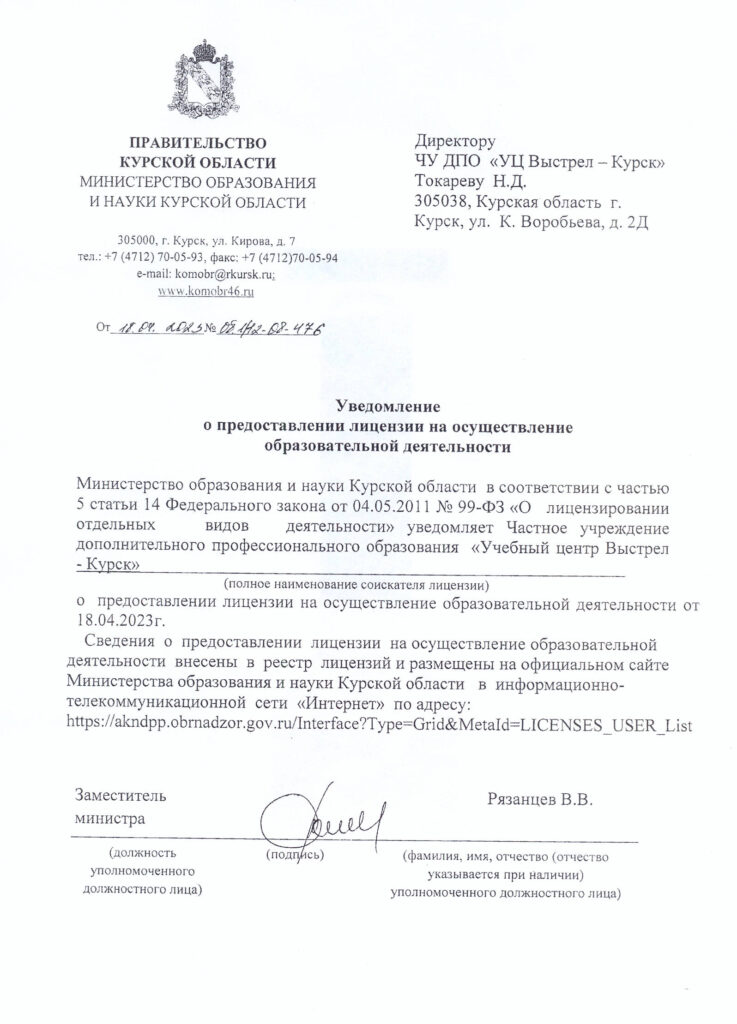 ПРАВИТЕЛЬСТВО
КУРСКОЙ ОБЛАСТИ
МИНИСТЕРСТВО ОБРАЗОВАНИЯ
И НАУКИ КУРСКОЙ ОБЛАСТИ
305000, г. Курск, ул. Кирова, д. 7
тел.: +7 (4712) 70-05-93, факс: +7 (4712)70-05-94
e-mail: komobr@rkursk.ru;
www.komobr46.ru
От 18.04. 2023 №
Директору
ЧУ ДПО «УЦ Выстрел – Курск»
Токареву Н.Д.
305038, Курская область г.
Курск, ул. К. Воробьева, д. 2Д
Уведомление
о предоставлении лицензии на осуществление
образовательной деятельности
Министерство образования и науки Курской области в соответствии с частью
5 статьи 14 Федерального закона от 04.05.2011 № 99-ФЗ «О лицензировании
отдельных видов деятельности» уведомляет Частное учреждение
дополнительного профессионального образования «Учебный центр Выстрел
- Курск»
(полное наименование соискателя лицензии)
о предоставлении лицензии на осуществление образовательной деятельности от
18.04.2023г.
Сведения о предоставлении лицензии на осуществление образовательной
деятельности внесены в реестр лицензий и размещены на официальном сайте
Министерства образования и науки Курской области в информационно-
телекоммуникационной сети «Интернет» по адресу:
https://akndpp.obrnadzor.gov.ru/Interface?Type=Grid&MetaId=LICENSES_USER_List
Заместитель
министра
Рязанцев В.В.
(должность
уполномоченного
должностного лица)
(подпись)
(фамилия, имя, отчество (отчество
указывается при наличии)
уполномоченного должностного лица)